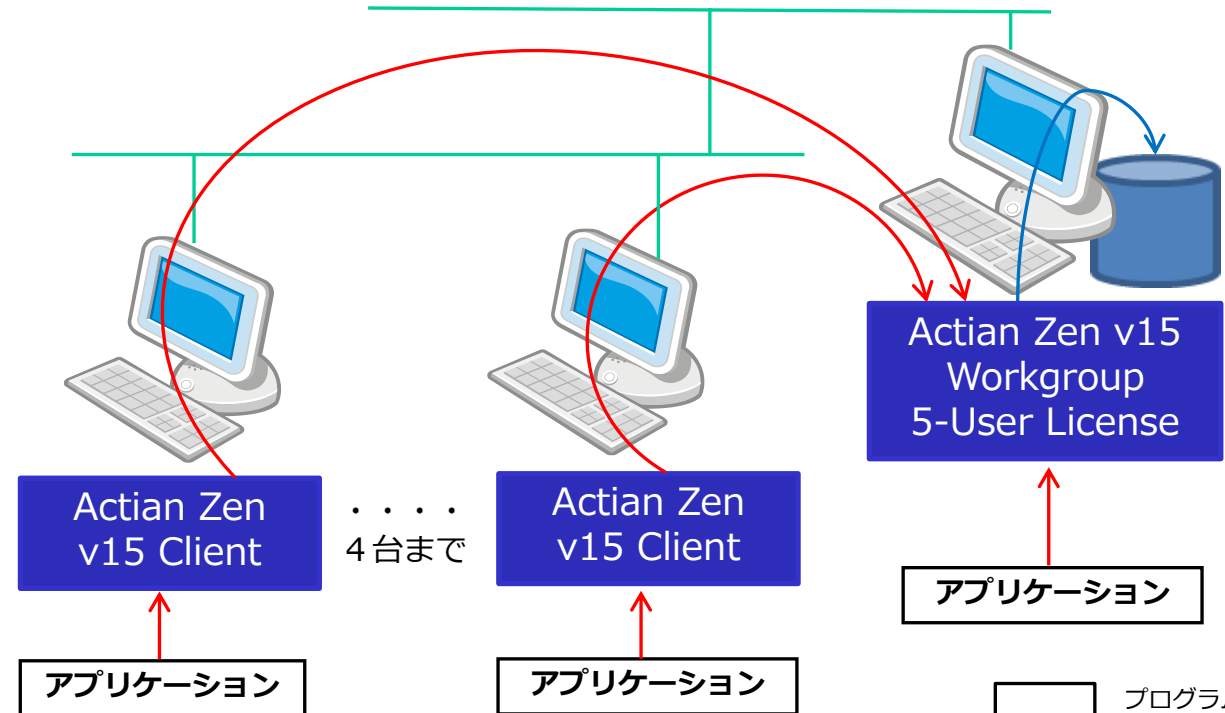 Actian Zen v15
Workgroup
5-User License
Actian Zen
v15 Client
・・・・
４台まで
Actian Zen
v15 Client
アプリケーション
アプリケーション
アプリケーション